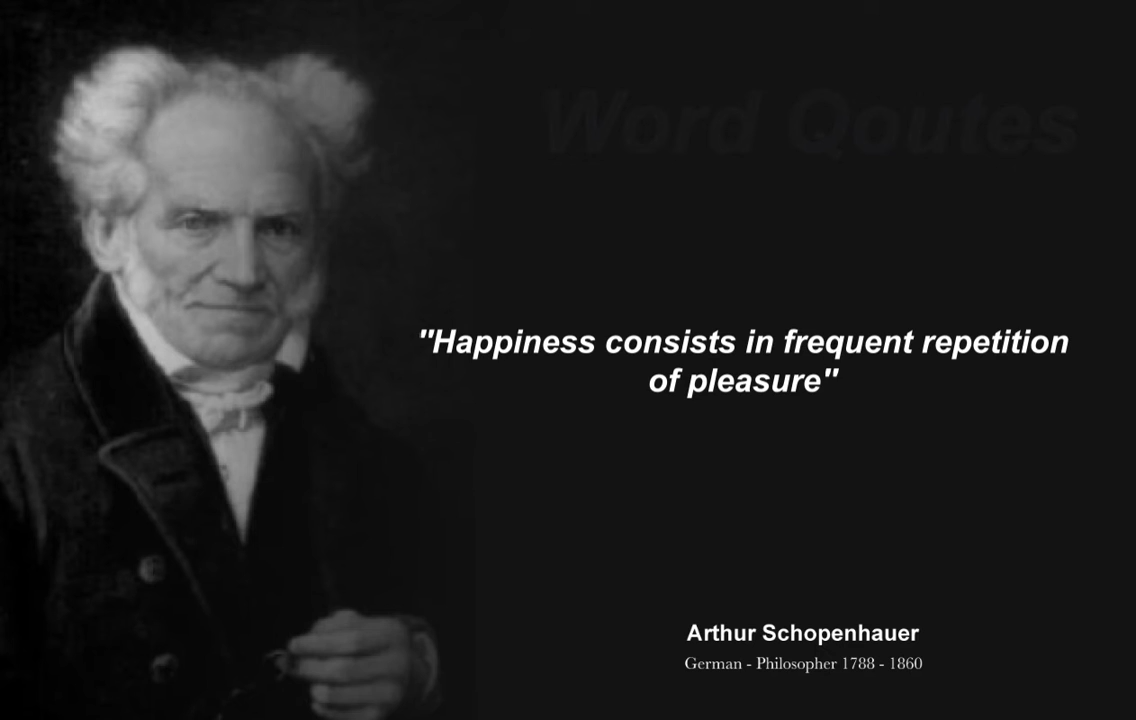 Word Qoutes
"Happiness consists in frequent repetition
of pleasure"
Arthur Schopenhauer
German - Philosopher 1788 - 1860